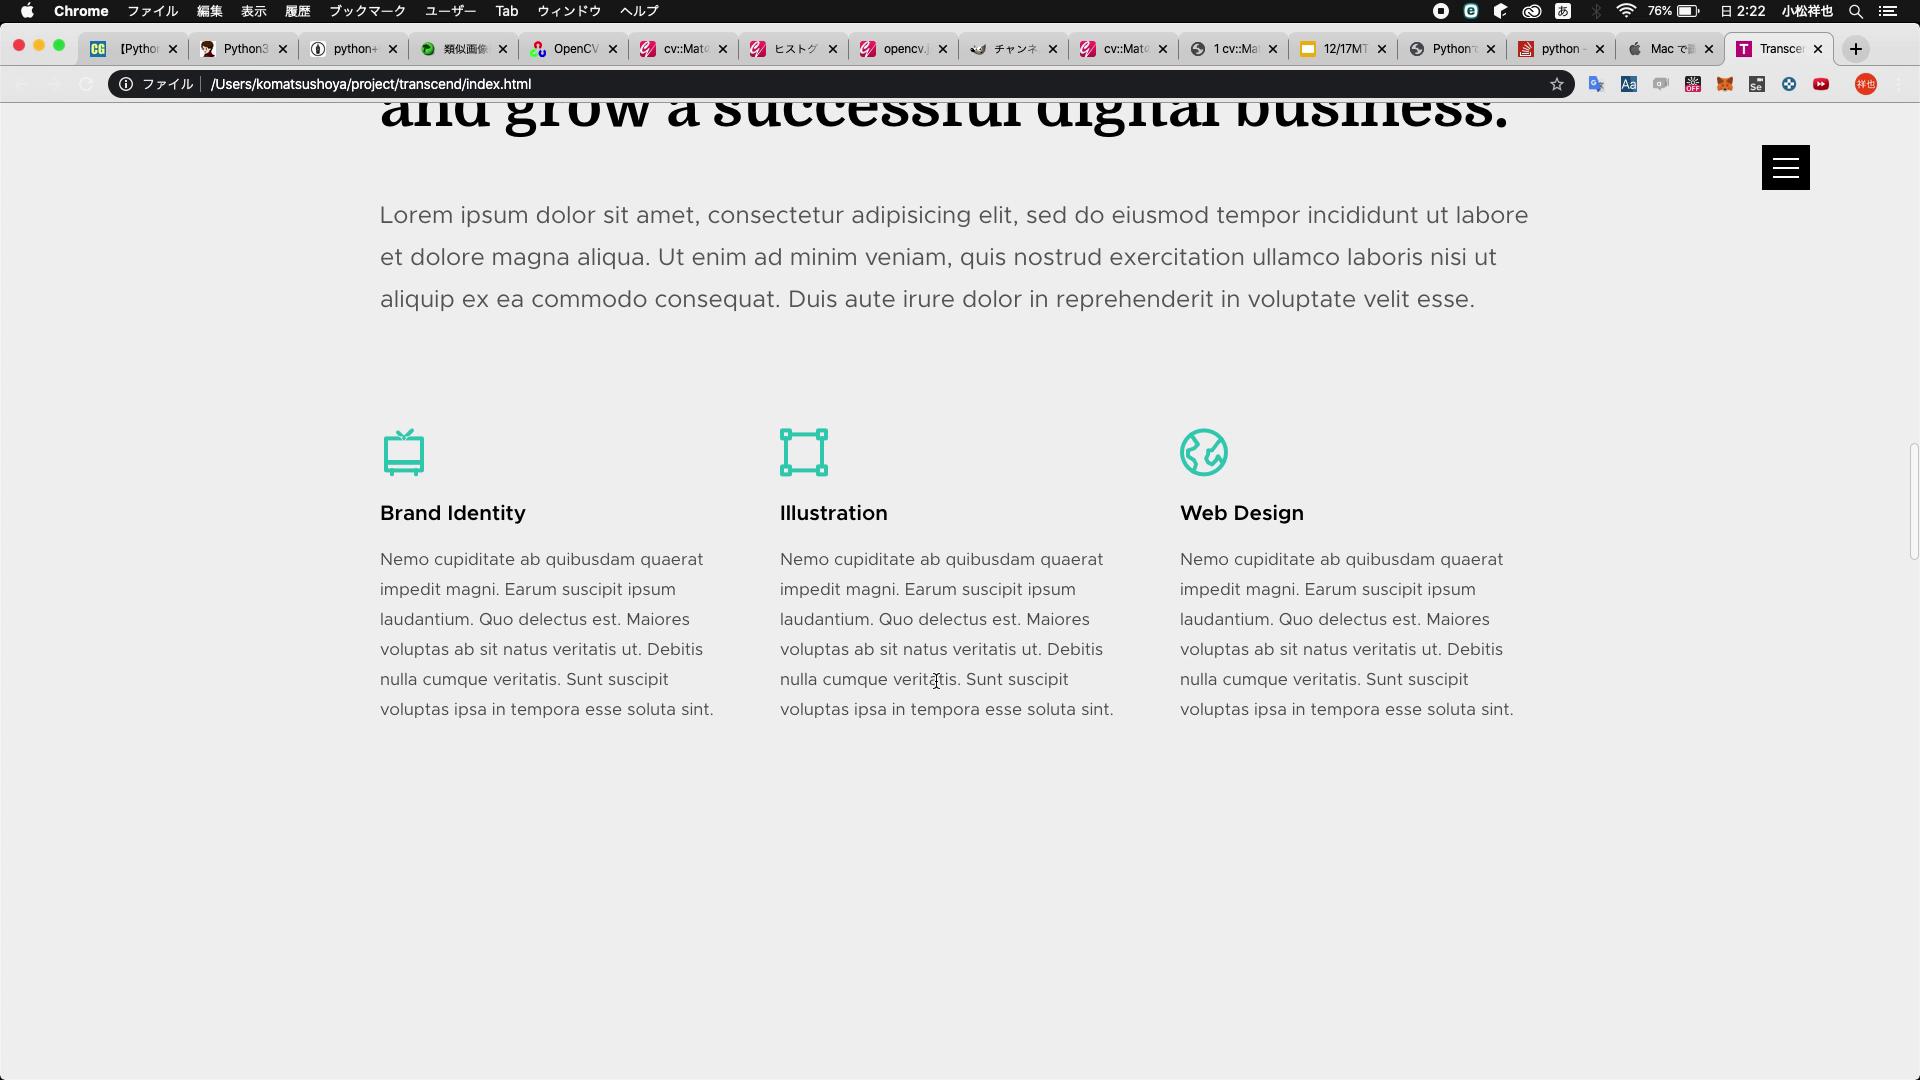 Chrome ファイル 編集 表示 履歴 ブックマーク ユーザー Tab ウィンドウ ヘルプ あ 76% 日 2:22 小松祥也
CG 【Pytho Python3 python+ 類似画像 OpenCV cv::Mat ヒストグ opencv. チャンネ cv::Mat 1 cv::Ma 12/17MT Python python - Mac で T Transce
ファイル /Users/komatsushoya/project/transcend/index.html Aa OFF Se 祥也
and grow a successful digital business.
Lorem ipsum dolor sit amet, consectetur adipisicing elit, sed do eiusmod tempor incididunt ut labore
et dolore magna aliqua. Ut enim ad minim veniam, quis nostrud exercitation ullamco laboris nisi ut
aliquip ex ea commodo consequat. Duis aute irure dolor in reprehenderit in voluptate velit esse.
Brand Identity
Nemo cupiditate ab quibusdam quaerat
impedit magni. Earum suscipit ipsum
laudantium. Quo delectus est. Maiores
voluptas ab sit natus veritatis ut. Debitis
nulla cumque veritatis. Sunt suscipit
voluptas ipsa in tempora esse soluta sint.
Illustration
Nemo cupiditate ab quibusdam quaerat
impedit magni. Earum suscipit ipsum
laudantium. Quo delectus est. Maiores
voluptas ab sit natus veritatis ut. Debitis
nulla cumque veritatis. Sunt suscipit
voluptas ipsa in tempora esse soluta sint.
Web Design
Nemo cupiditate ab quibusdam quaerat
impedit magni. Earum suscipit ipsum
laudantium. Quo delectus est. Maiores
voluptas ab sit natus veritatis ut. Debitis
nulla cumque veritatis. Sunt suscipit
voluptas ipsa in tempora esse soluta sint.